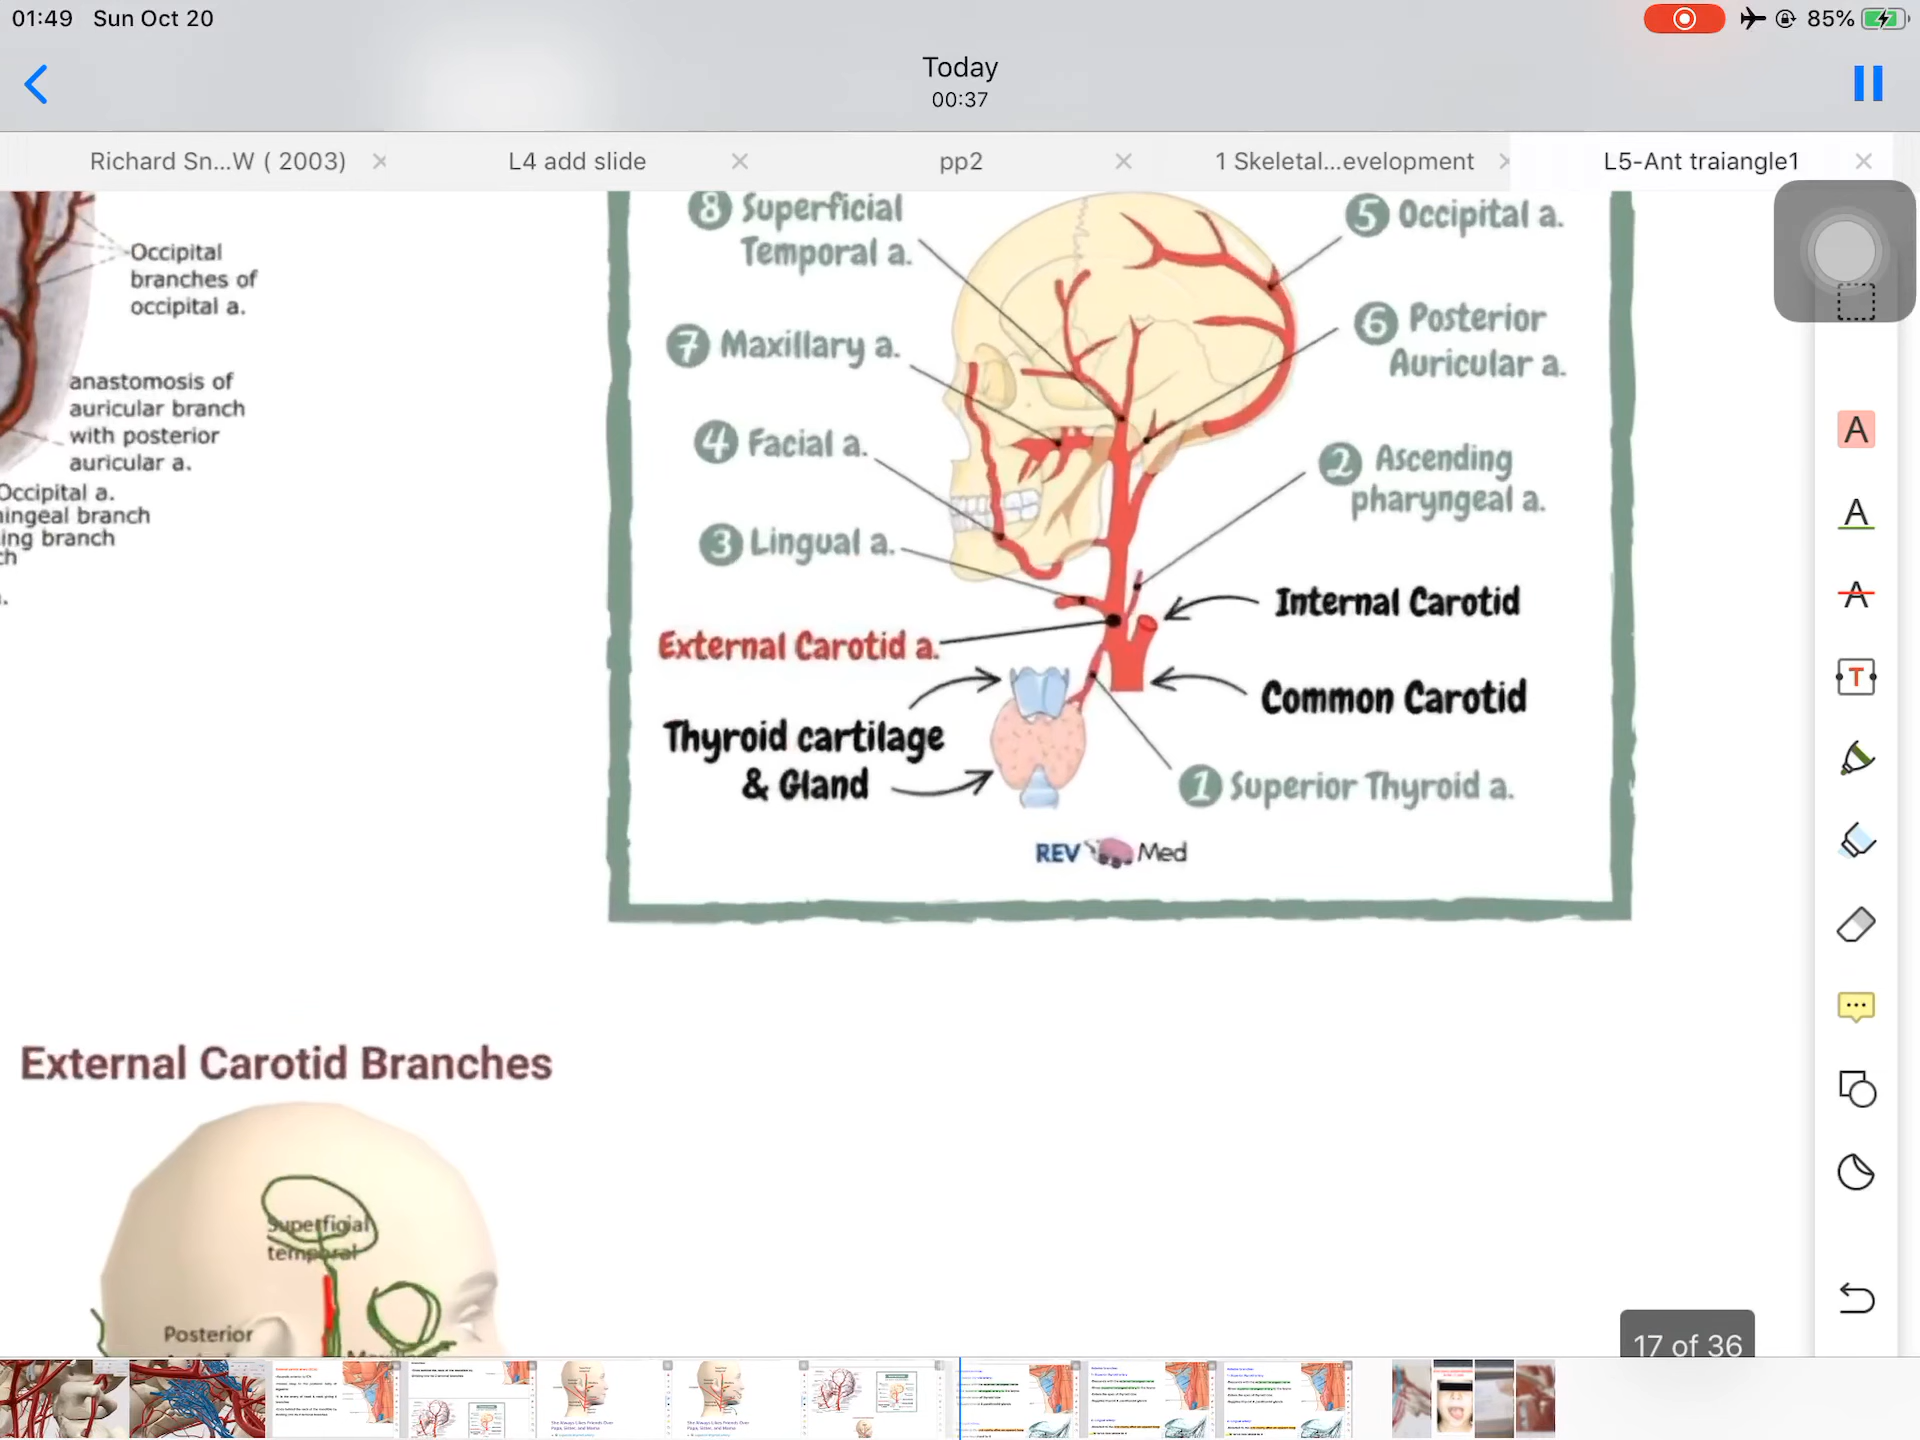 01:49 Sun Oct 20
85%
Today
00:37
Richard Sn...W ( 2003)
L4 add slide
pp2
1 Skeletal...evelopment
L5-Ant traiangle1
Occipital
branches of
occipital a.
anastomosis of
auricular branch
with posterior
auricular a.
Occipital a.
branch
branch
8 Superficial
Temporal a.
7 Maxillary a.
4 Facial a.
3 Lingual a.
External Carotid a.
Thyroid cartilage
& Gland
5 Occipital a.
6 Posterior
Auricular a.
2 Ascending
pharyngeal a.
Internal Carotid
Common Carotid
1 Superior Thyroid a.
REV Med
External Carotid Branches
Superficial
temporal
Posterior
17 of 36